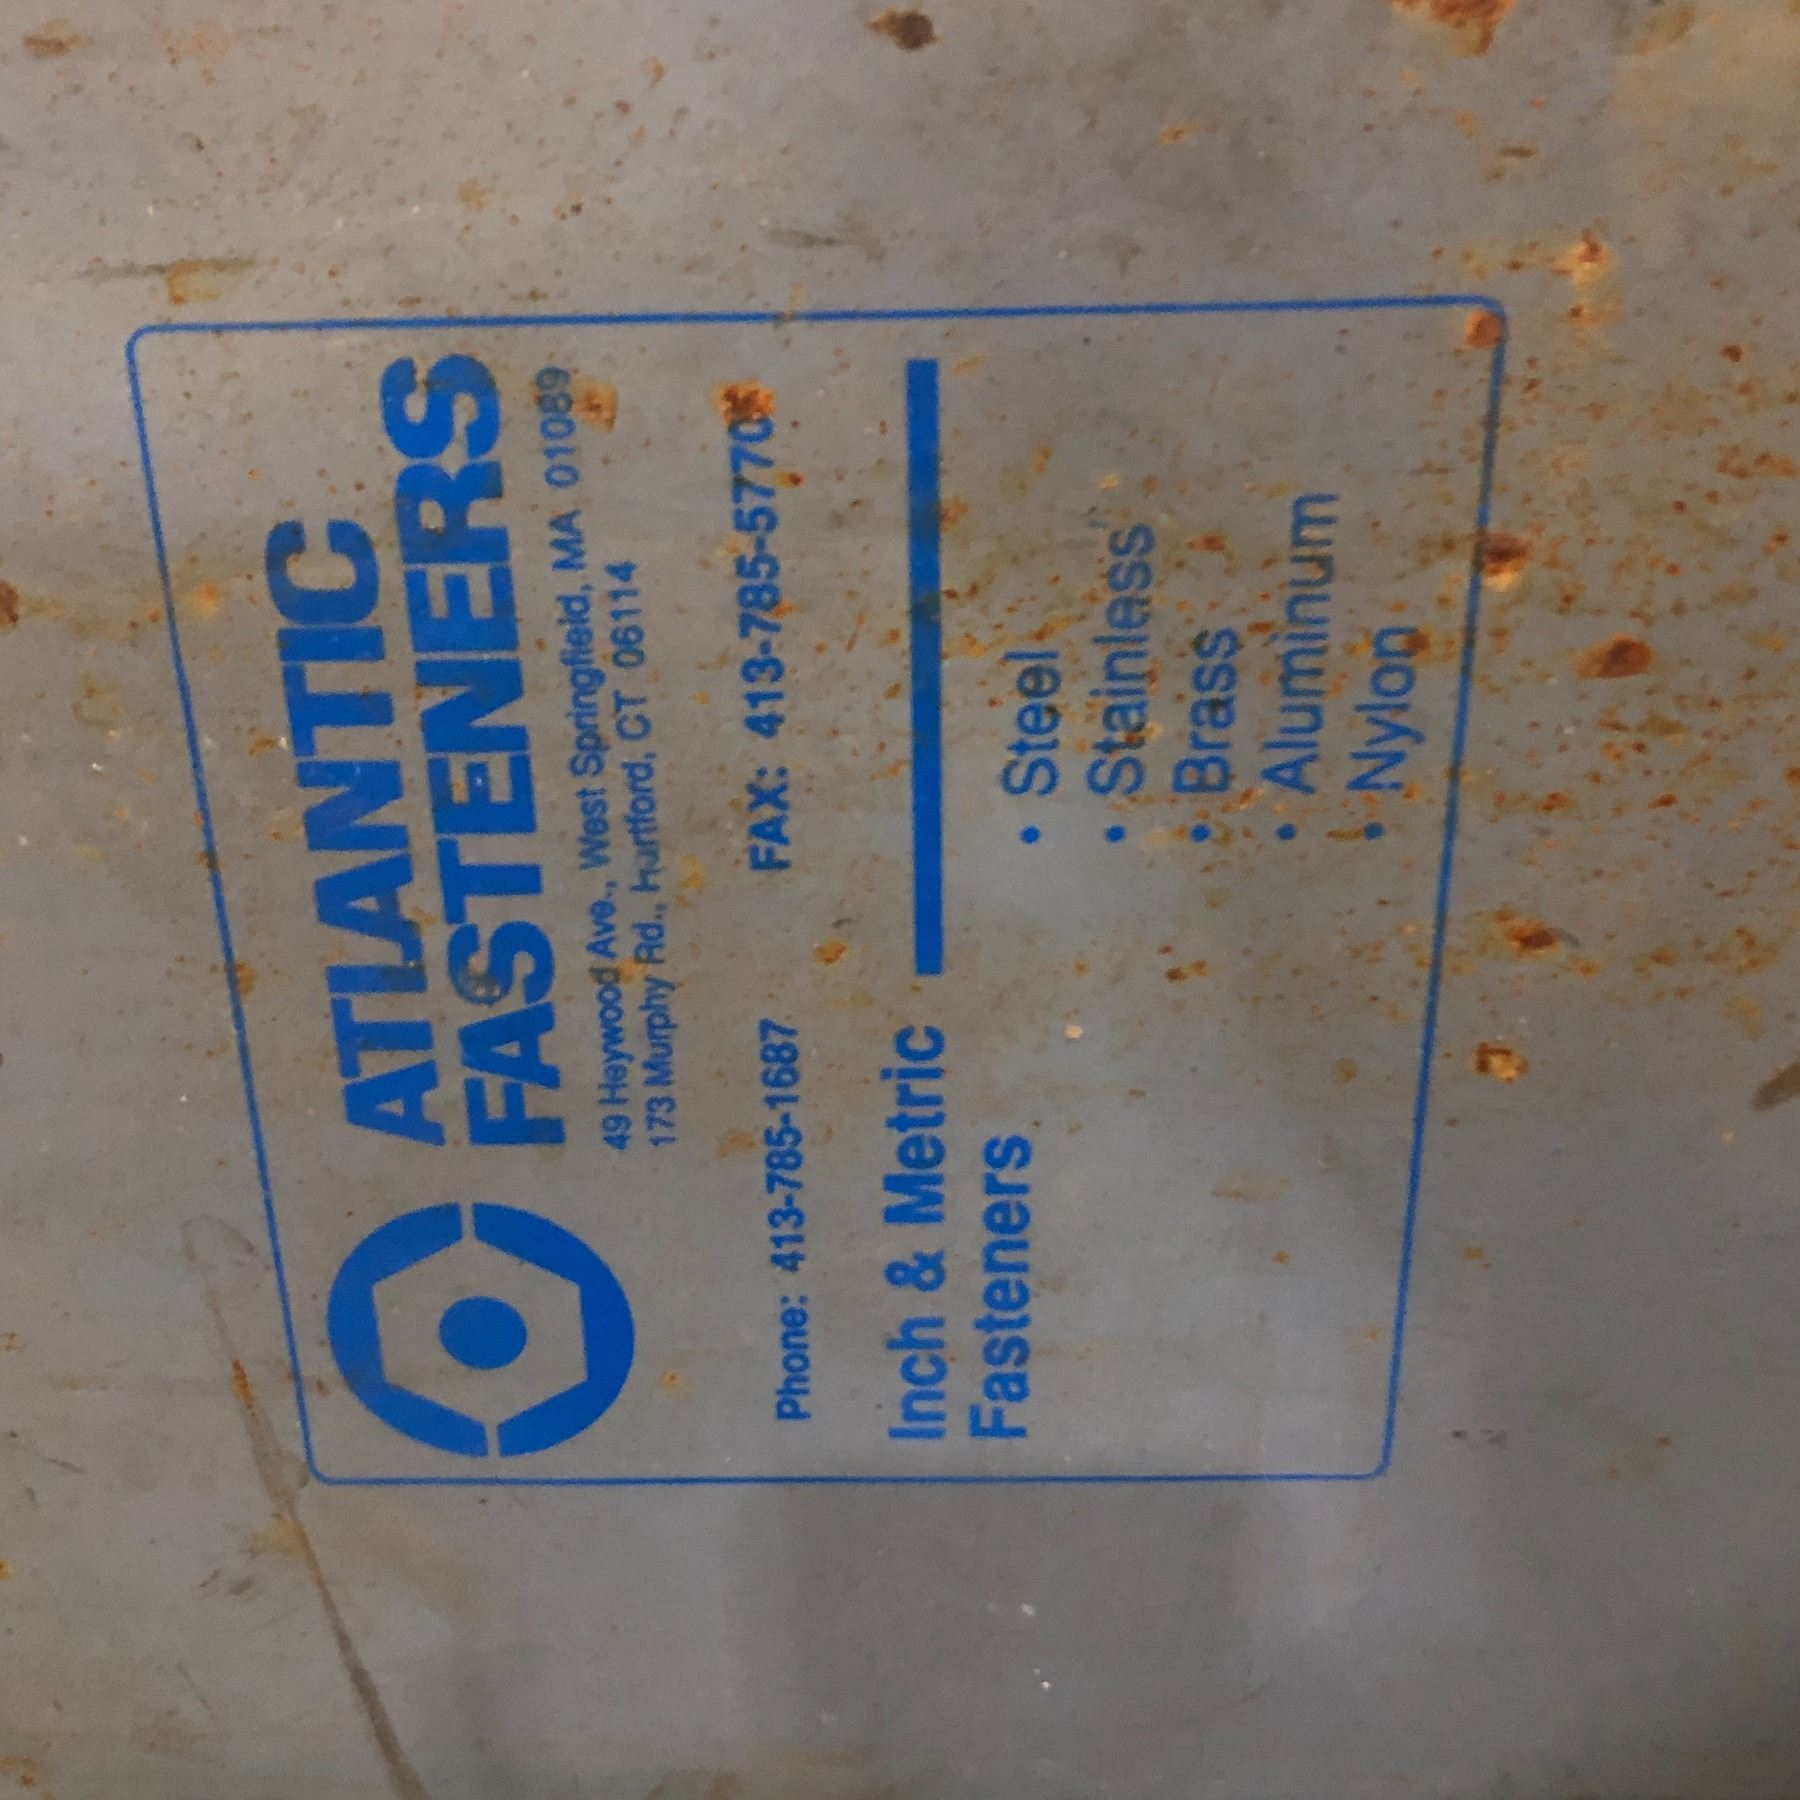 ATLANTIC
FASTENERS
49 Heywood Ave., West Springfield, MA 01089
173 Murphy Rd., Hartford, CT 06114
Phone: 413-785-1687 FAX: 413-785-5770
Inch & Metric
Fasteners
• Steel
• Stainless
• Brass
• Aluminum
• Nylon